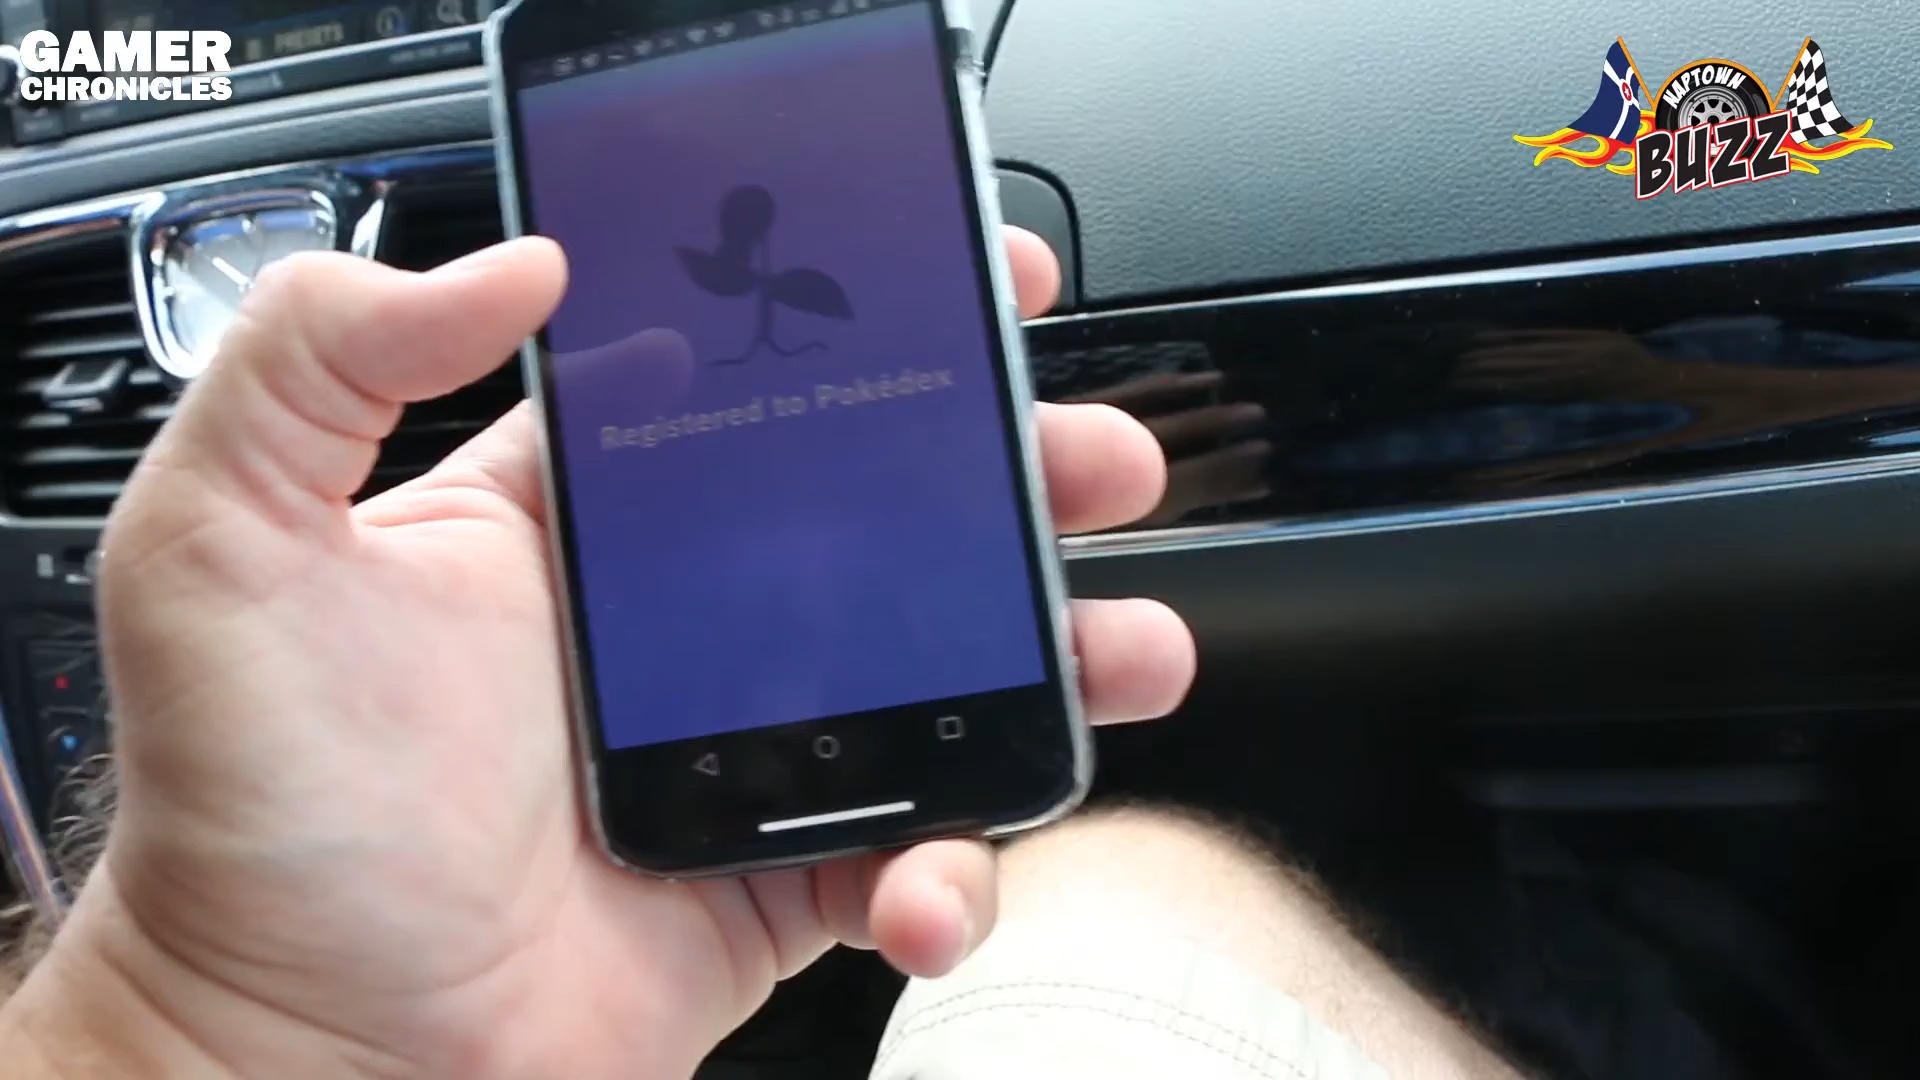 GAMER
CHRONICLES
PRESETS
NAPTOWN
BUZZ
Registered to Pokédex